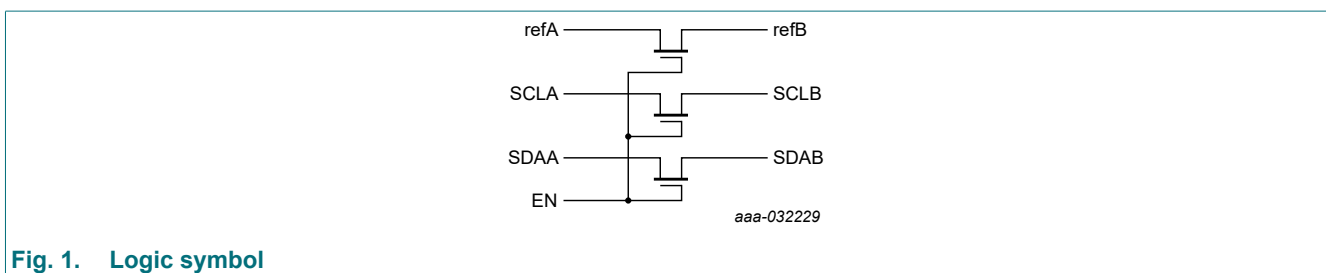 refA refB
SCLA SCLB
SDAA SDAB
EN
aaa-032229
Fig. 1. Logic symbol